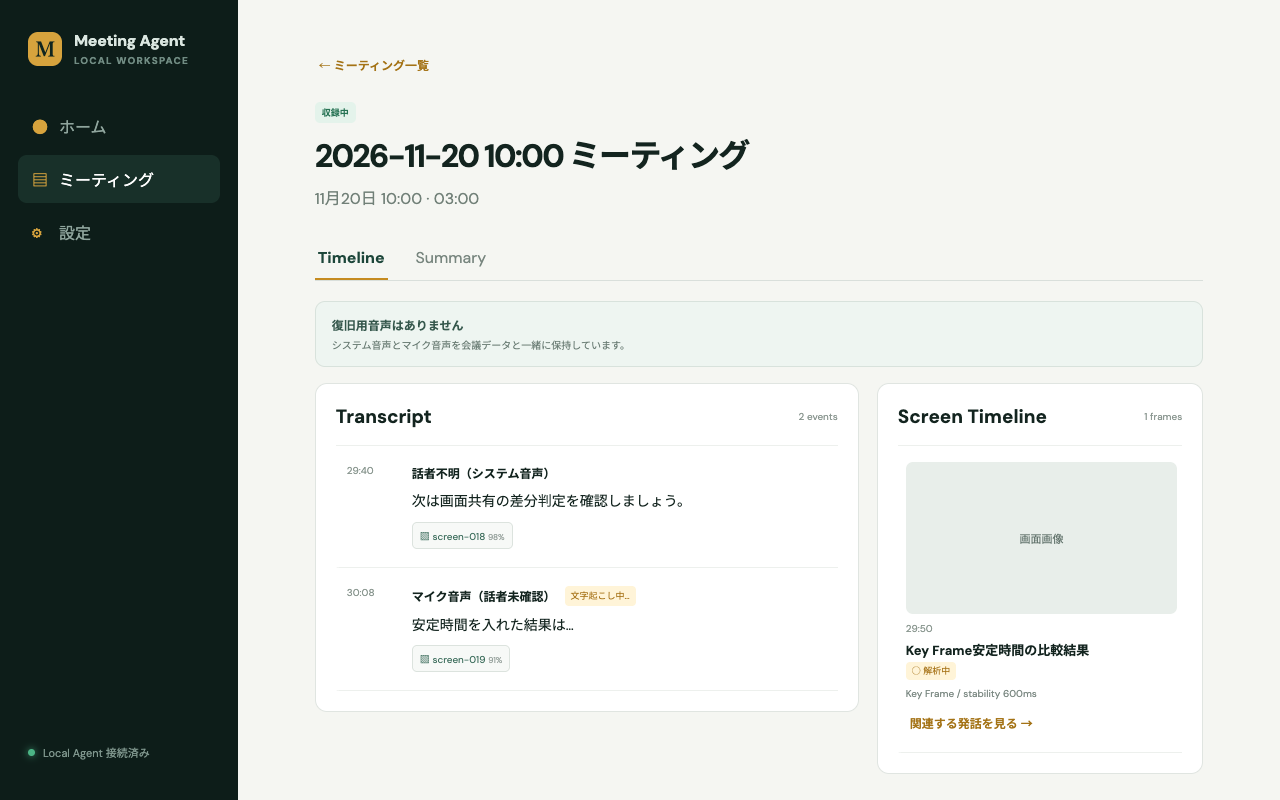 M
Meeting Agent
LOCAL WORKSPACE
ホーム
ミーティング
設定
Local Agent 接続済み
← ミーティング一覧
収録中
2026-11-20 10:00 ミーティング
11月20日 10:00 · 03:00
Timeline
Summary
復旧用音声はありません
システム音声とマイク音声を会議データと一緒に保持しています。
Transcript
2 events
29:40
話者不明（システム音声）
次は画面共有の差分判定を確認しましょう。
▧ screen-018 98%
30:08
マイク音声（話者未確認） 文字起こし中…
安定時間を入れた結果は…
▧ screen-019 91%
Screen Timeline
1 frames
画面画像
29:50
Key Frame安定時間の比較結果
○ 解析中
Key Frame / stability 600ms
関連する発話を見る →